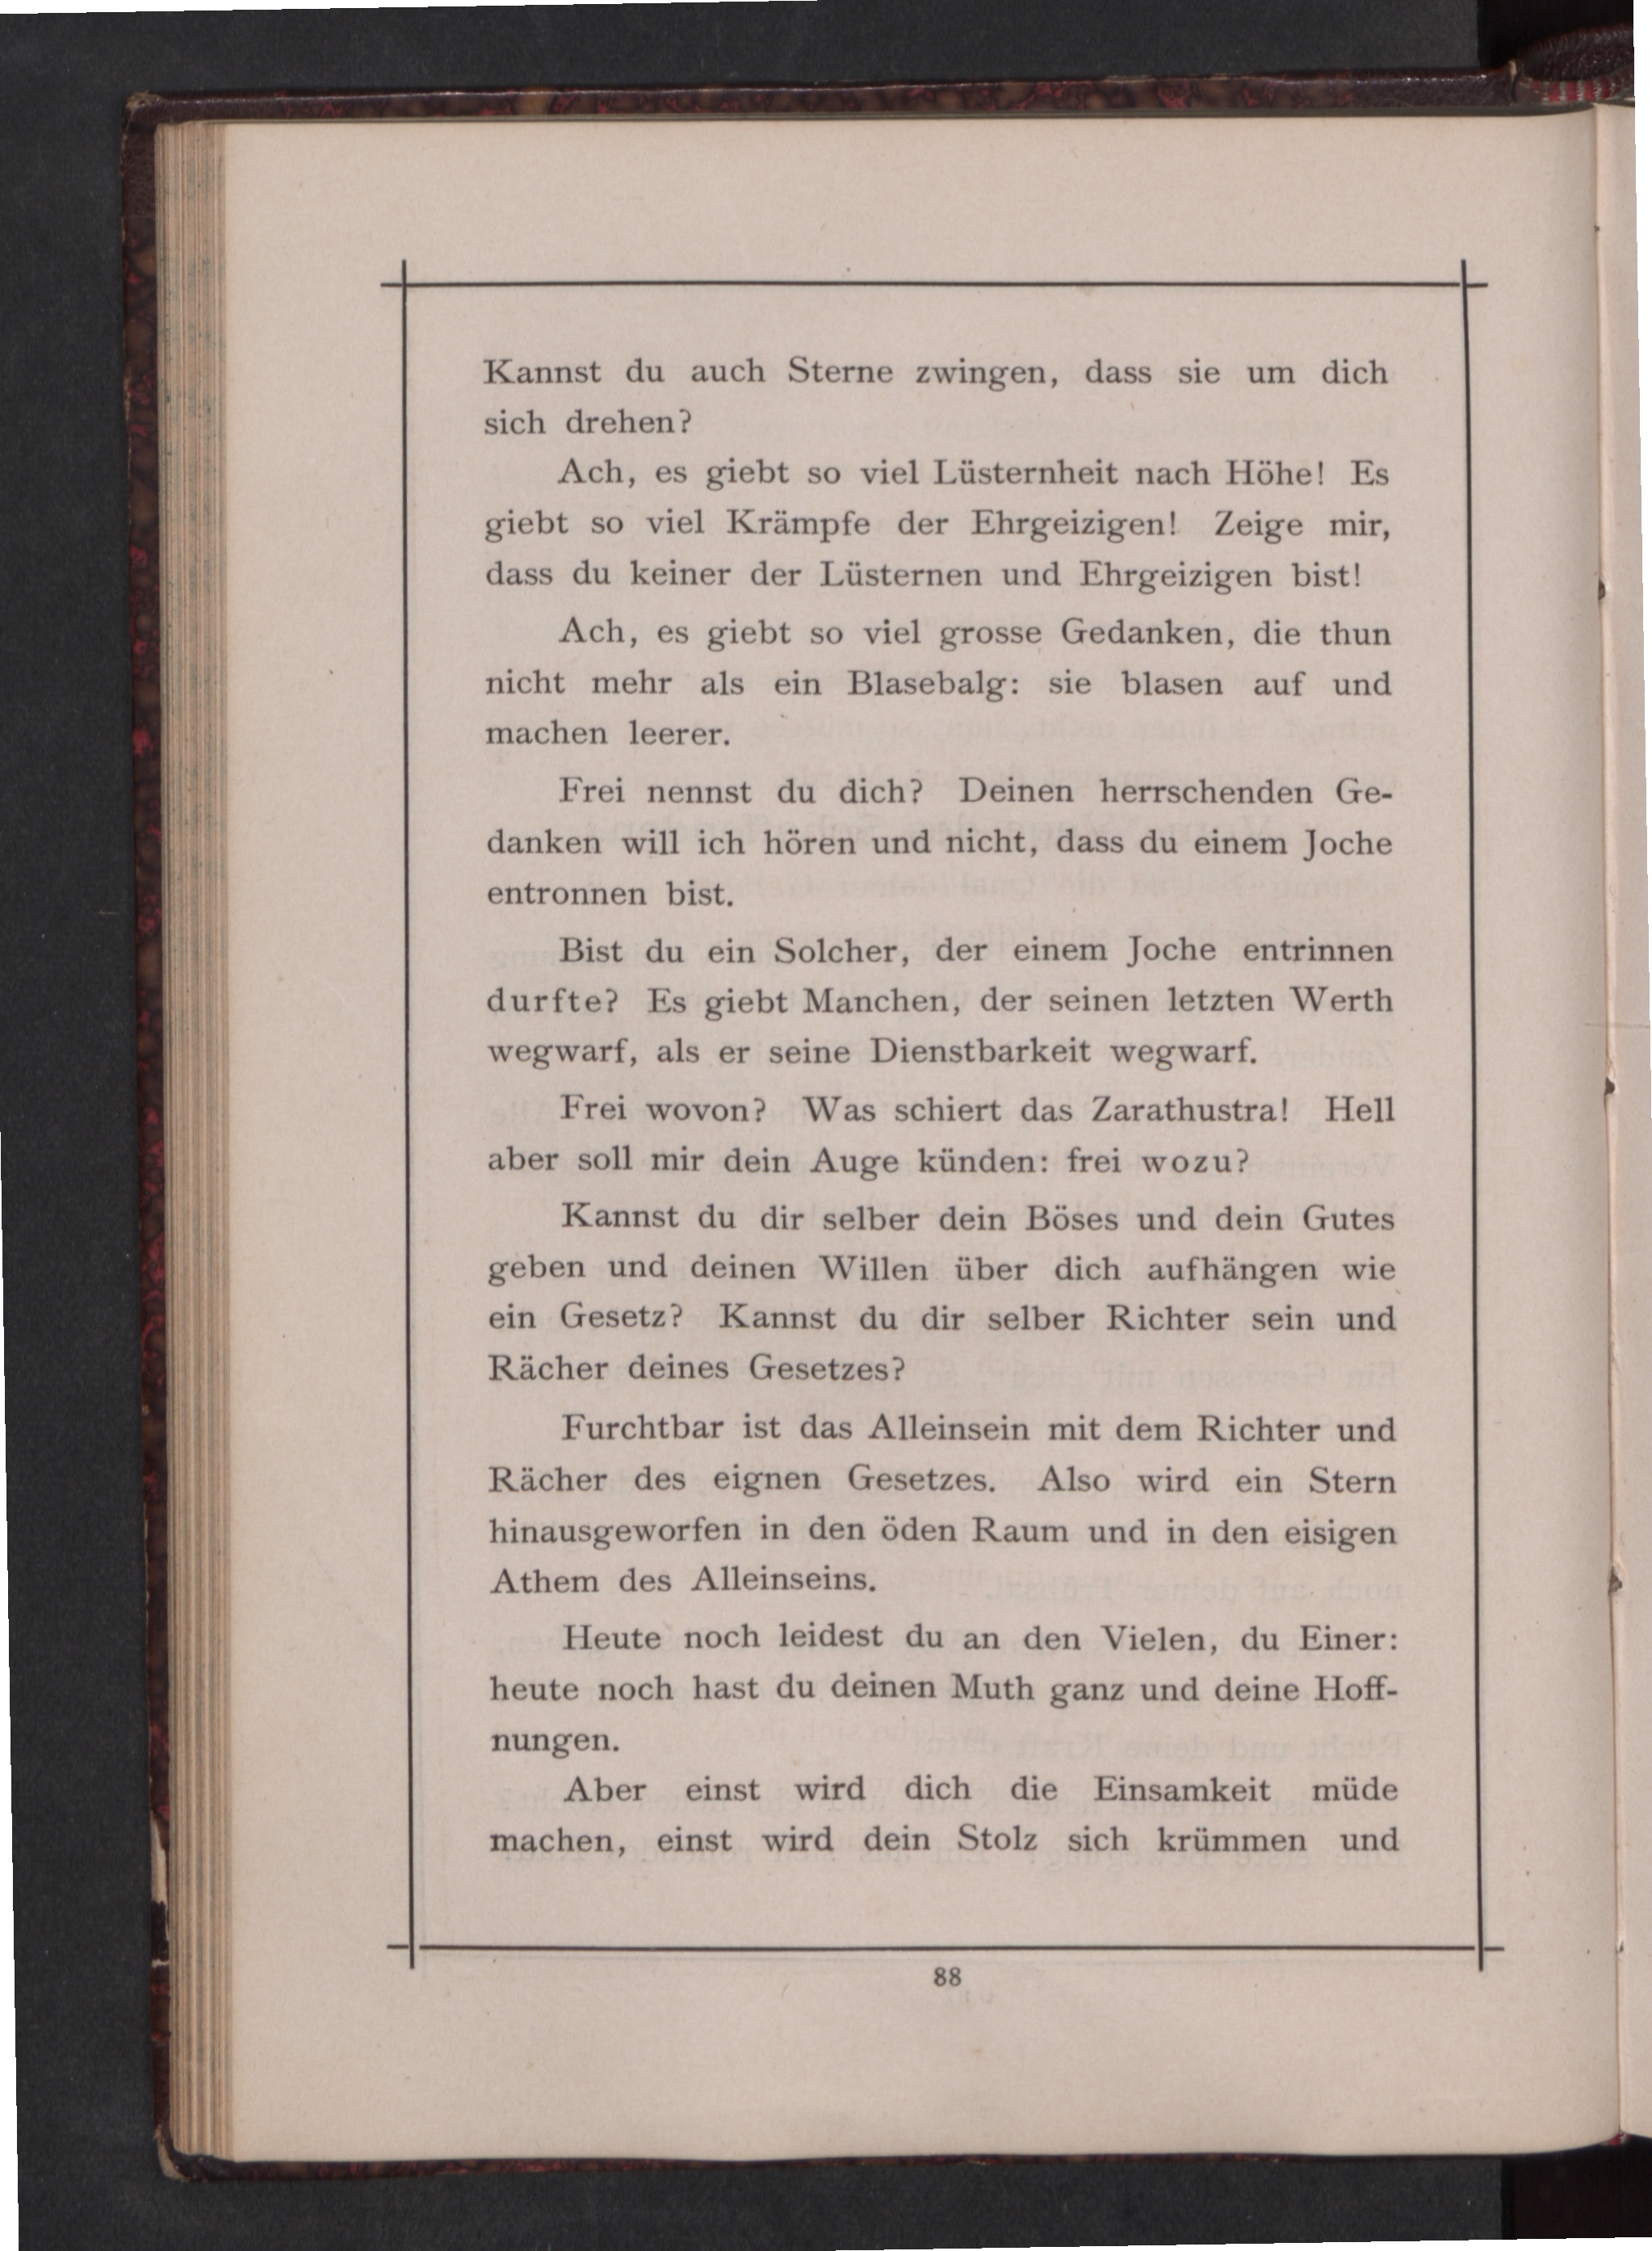 Kannst du auch Sterne zwingen, dass sie um dich
sich drehen?
Ach, es giebt so viel Lüsternheit nach Höhe! Es
giebt so viel Krämpfe der Ehrgeizigen! Zeige mir,
dass du keiner der Lüsternen und Ehrgeizigen bist!
Ach, es giebt so viel grosse Gedanken, die thun
nicht mehr als ein Blasebalg: sie blasen auf und
machen leerer.
Frei nennst du dich? Deinen herrschenden Ge-
danken will ich hören und nicht, dass du einem Joche
entronnen bist.
Bist du ein Solcher, der einem Joche entrinnen
durfte? Es giebt Manchen, der seinen letzten Werth
wegwarf, als er seine Dienstbarkeit wegwarf.
Frei wovon? Was schiert das Zarathustra! Hell
aber soll mir dein Auge künden: frei wozu?
Kannst du dir selber dein Böses und dein Gutes
geben und deinen Willen über dich aufhängen wie
ein Gesetz? Kannst du dir selber Richter sein und
Rächer deines Gesetzes?
Furchtbar ist das Alleinsein mit dem Richter und
Rächer des eignen Gesetzes. Also wird ein Stern
hinausgeworfen in den öden Raum und in den eisigen
Athem des Alleinseins.
Heute noch leidest du an den Vielen, du Einer:
heute noch hast du deinen Muth ganz und deine Hoff-
nungen.
Aber einst wird dich die Einsamkeit müde
machen, einst wird dein Stolz sich krümmen und
88